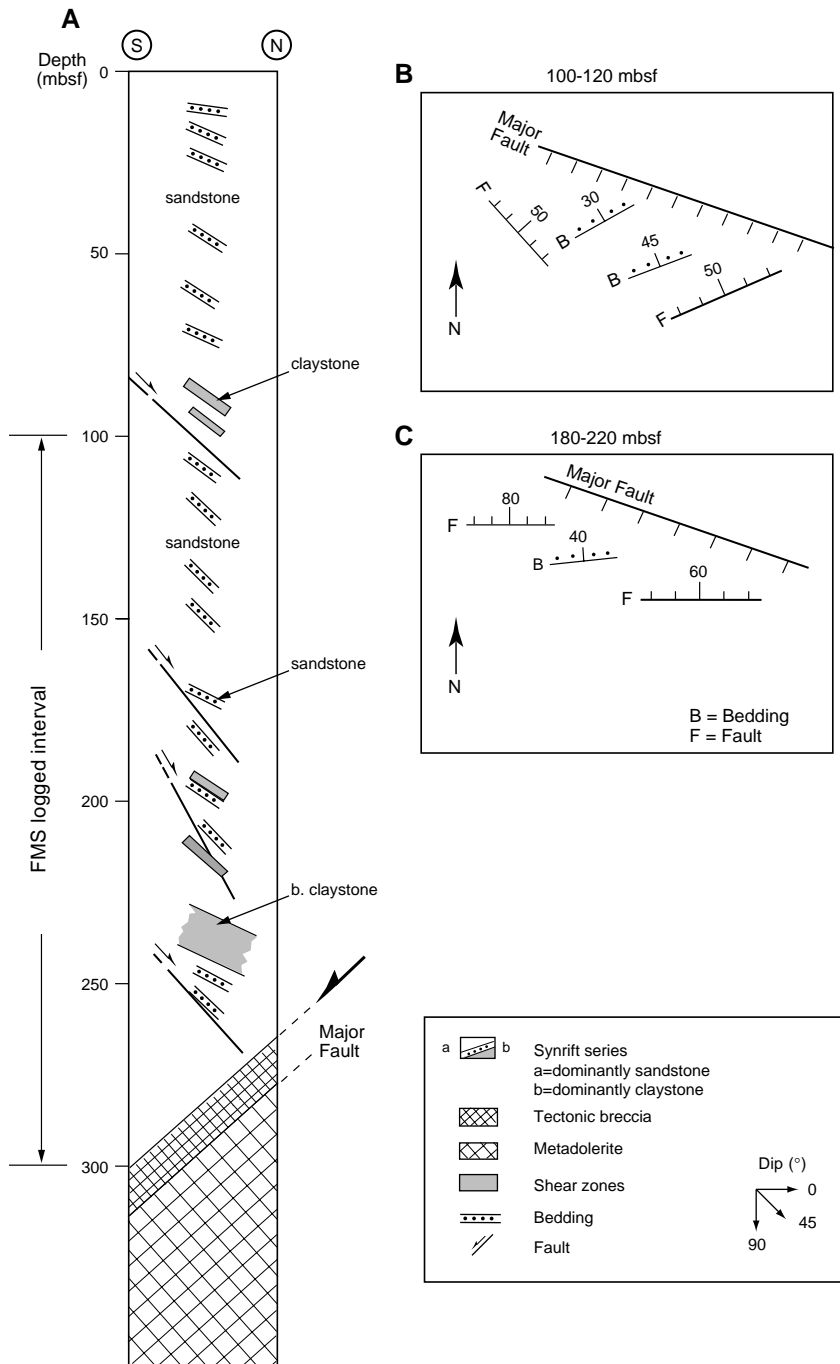 A
S
N
Depth
(mbsf)
0
sandstone
50
claystone
100
sandstone
150
sandstone
FMS logged interval
200
b. claystone
250
Major
Fault
300
B
100-120 mbsf
Major
Fault
F
50
30
B
45
B
50
F
N
C
180-220 mbsf
Major Fault
80
F
40
B
60
F
N
B = Bedding
F = Fault
a b Synrift series
a=dominantly sandstone
b=dominantly claystone
Tectonic breccia
Metadolerite
Shear zones
Bedding
Fault
Dip (°)
0
45
90